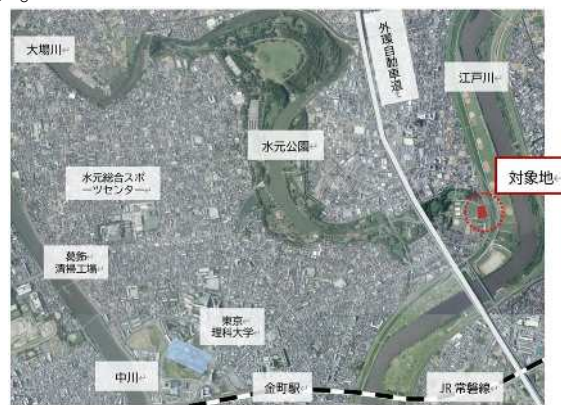 大場川
外環自動車道
江戸川
水元公園
対象地
水元総合スポ
ーツセンター
葛飾
清掃工場
東京
理科大学
中川
金町駅
JR 常磐線